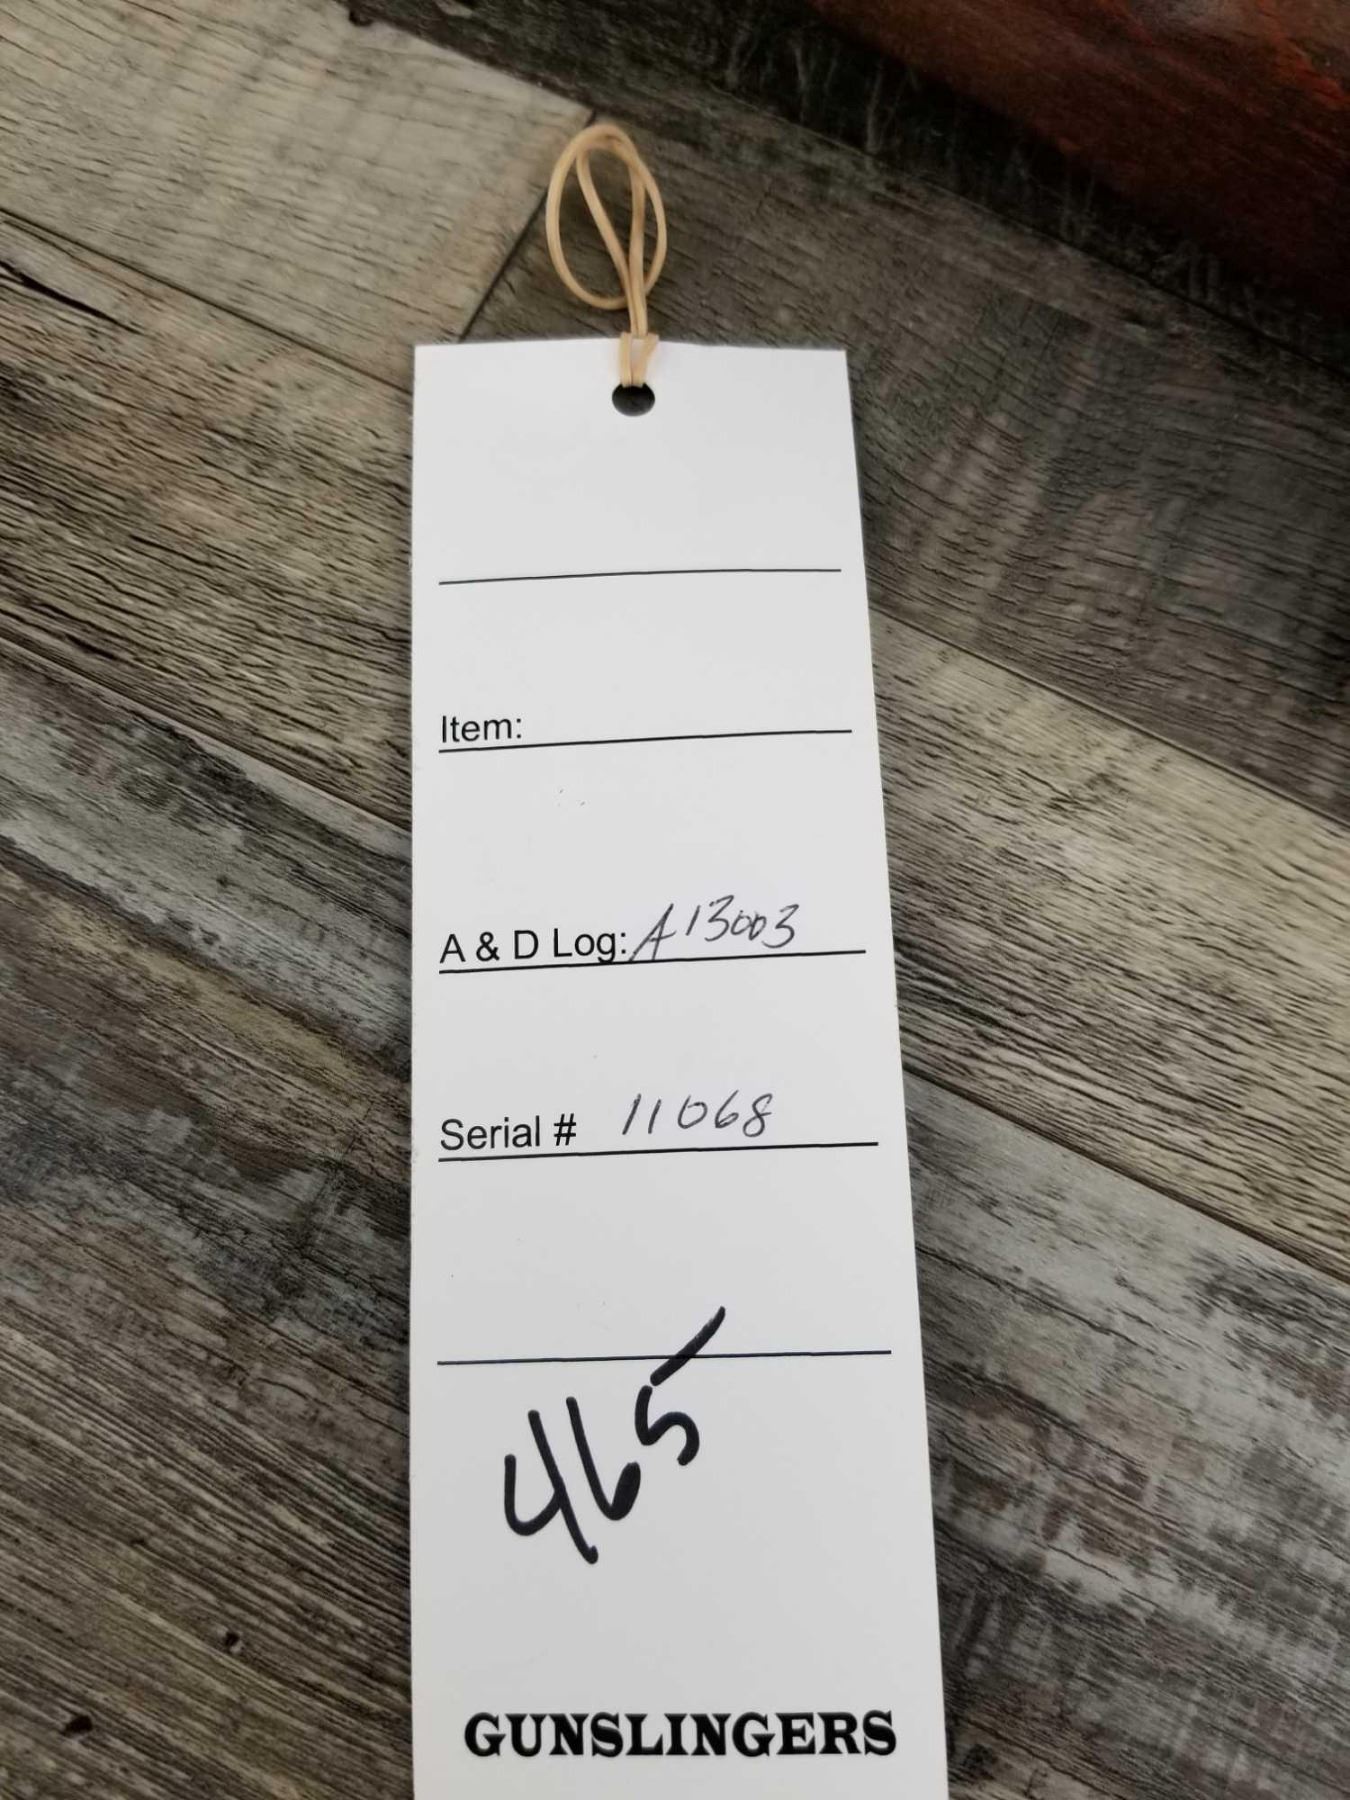 Item:
A & D Log: A13003
Serial # 11068
465
GUNSLINGERS